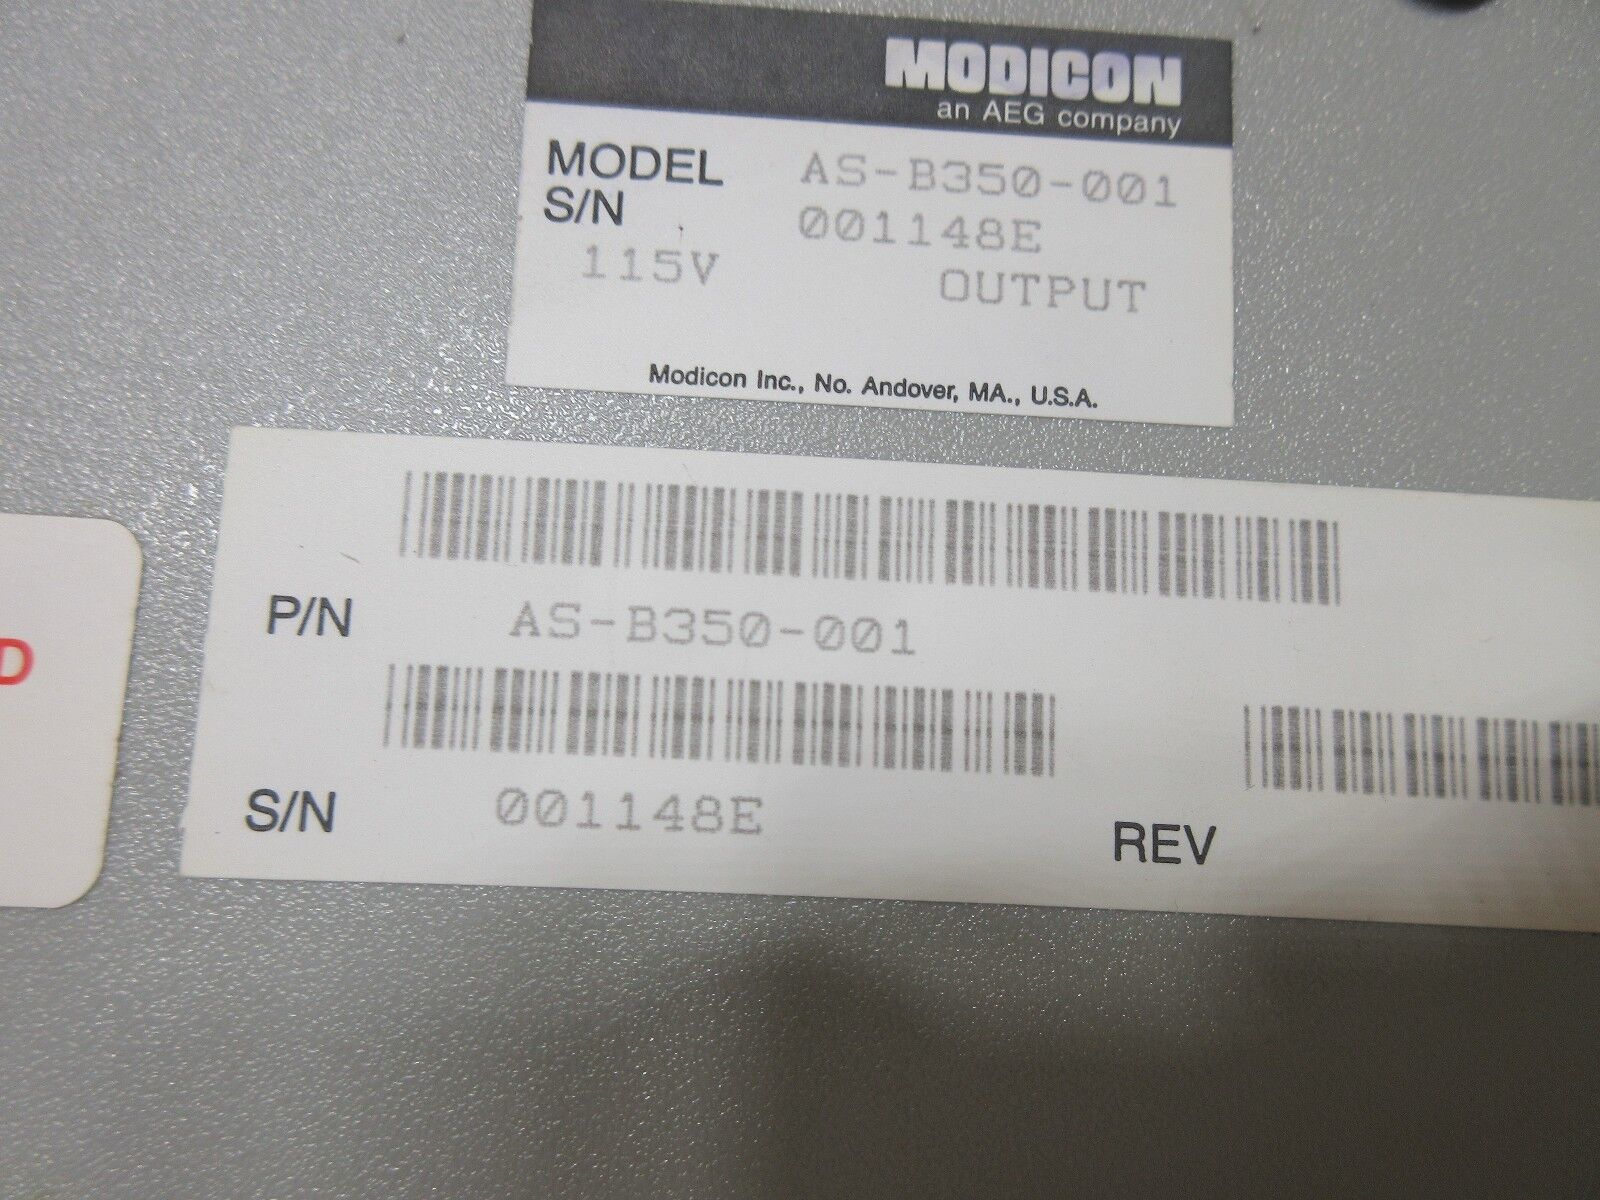 MODICON
an AEG company
MODEL AS-B350-001
S/N 001148E
115V OUTPUT
Modicon Inc., No. Andover, MA., U.S.A.
P/N AS-B350-001
D
S/N 001148E
REV